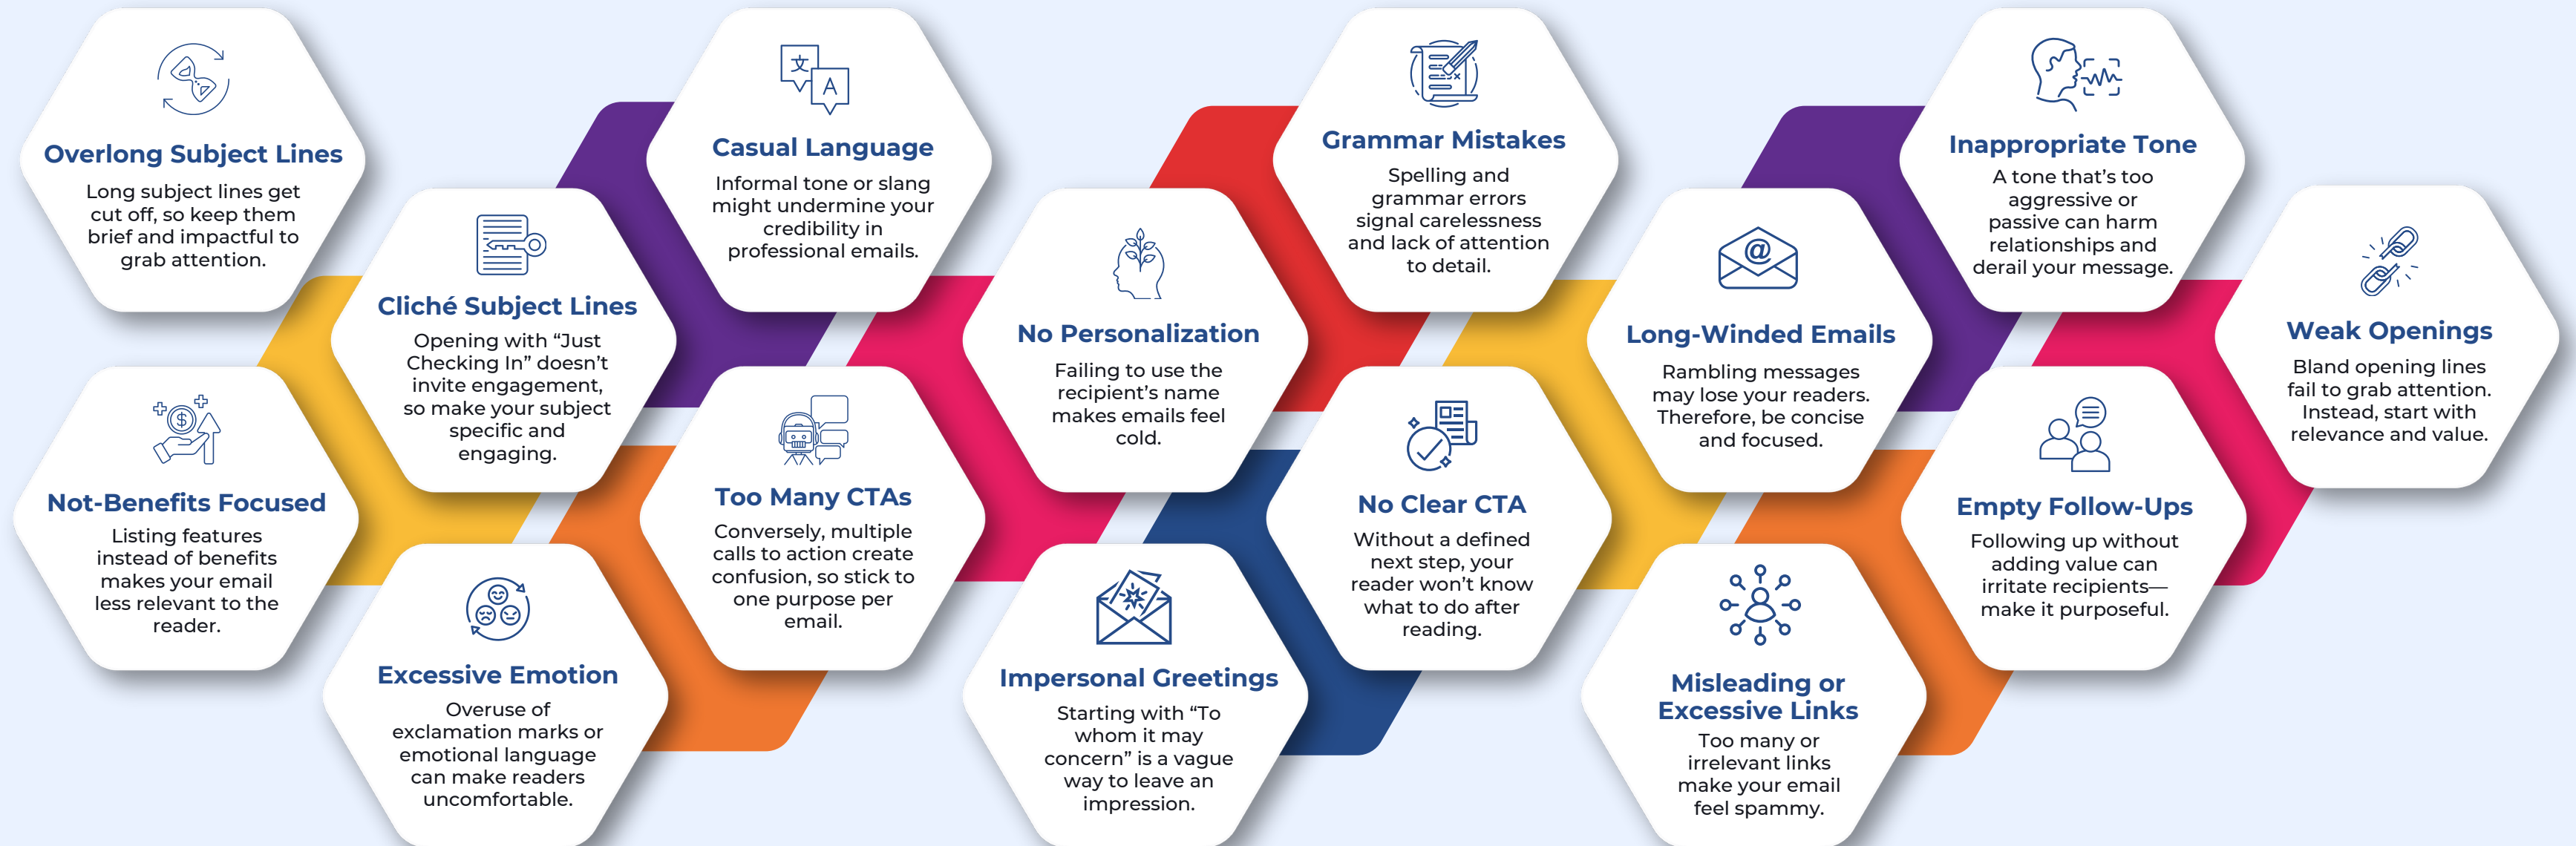 Overlong Subject Lines
Long subject lines get
cut off, so keep them
brief and impactful to
grab attention.
Cliché Subject Lines
Opening with “Just
Checking In” doesn’t
invite engagement,
so make your subject
specific and
engaging.
Casual Language
Informal tone or slang
might undermine your
credibility in
professional emails.
No Personalization
Failing to use the
recipient’s name
makes emails feel
cold.
Grammar Mistakes
Spelling and
grammar errors
signal carelessness
and lack of attention
to detail.
Long-Winded Emails
Rambling messages
may lose your readers.
Therefore, be concise
and focused.
Inappropriate Tone
A tone that’s too
aggressive or
passive can harm
relationships and
derail your message.
Weak Openings
Bland opening lines
fail to grab attention.
Instead, start with
relevance and value.
Not-Benefits Focused
Listing features
instead of benefits
makes your email
less relevant to the
reader.
Excessive Emotion
Overuse of
exclamation marks or
emotional language
can make readers
uncomfortable.
Too Many CTAs
Conversely, multiple
calls to action create
confusion, so stick to
one purpose per
email.
Impersonal Greetings
Starting with “To
whom it may
concern” is a vague
way to leave an
impression.
No Clear CTA
Without a defined
next step, your
reader won’t know
what to do after
reading.
Misleading or
Excessive Links
Too many or
irrelevant links
make your email
feel spammy.
Empty Follow-Ups
Following up without
adding value can
irritate recipients—
make it purposeful.
文
A
$
@